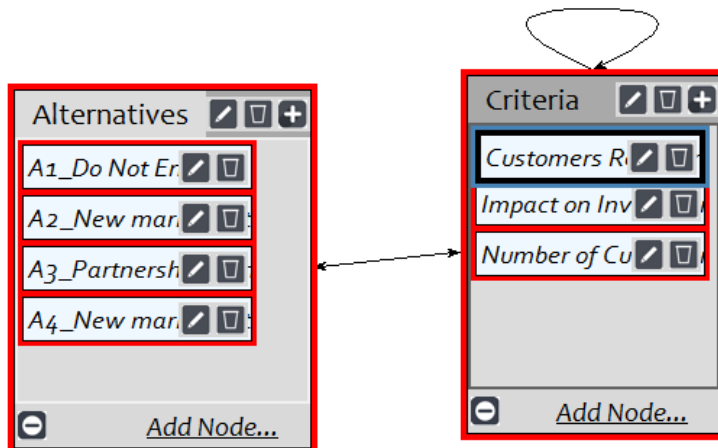 Alternatives
A1_Do Not En
A2_New mar
A3_Partnersh
A4_New mar
Add Node...
Criteria
Customers R
Impact on Inv
Number of Cu
Add Node...